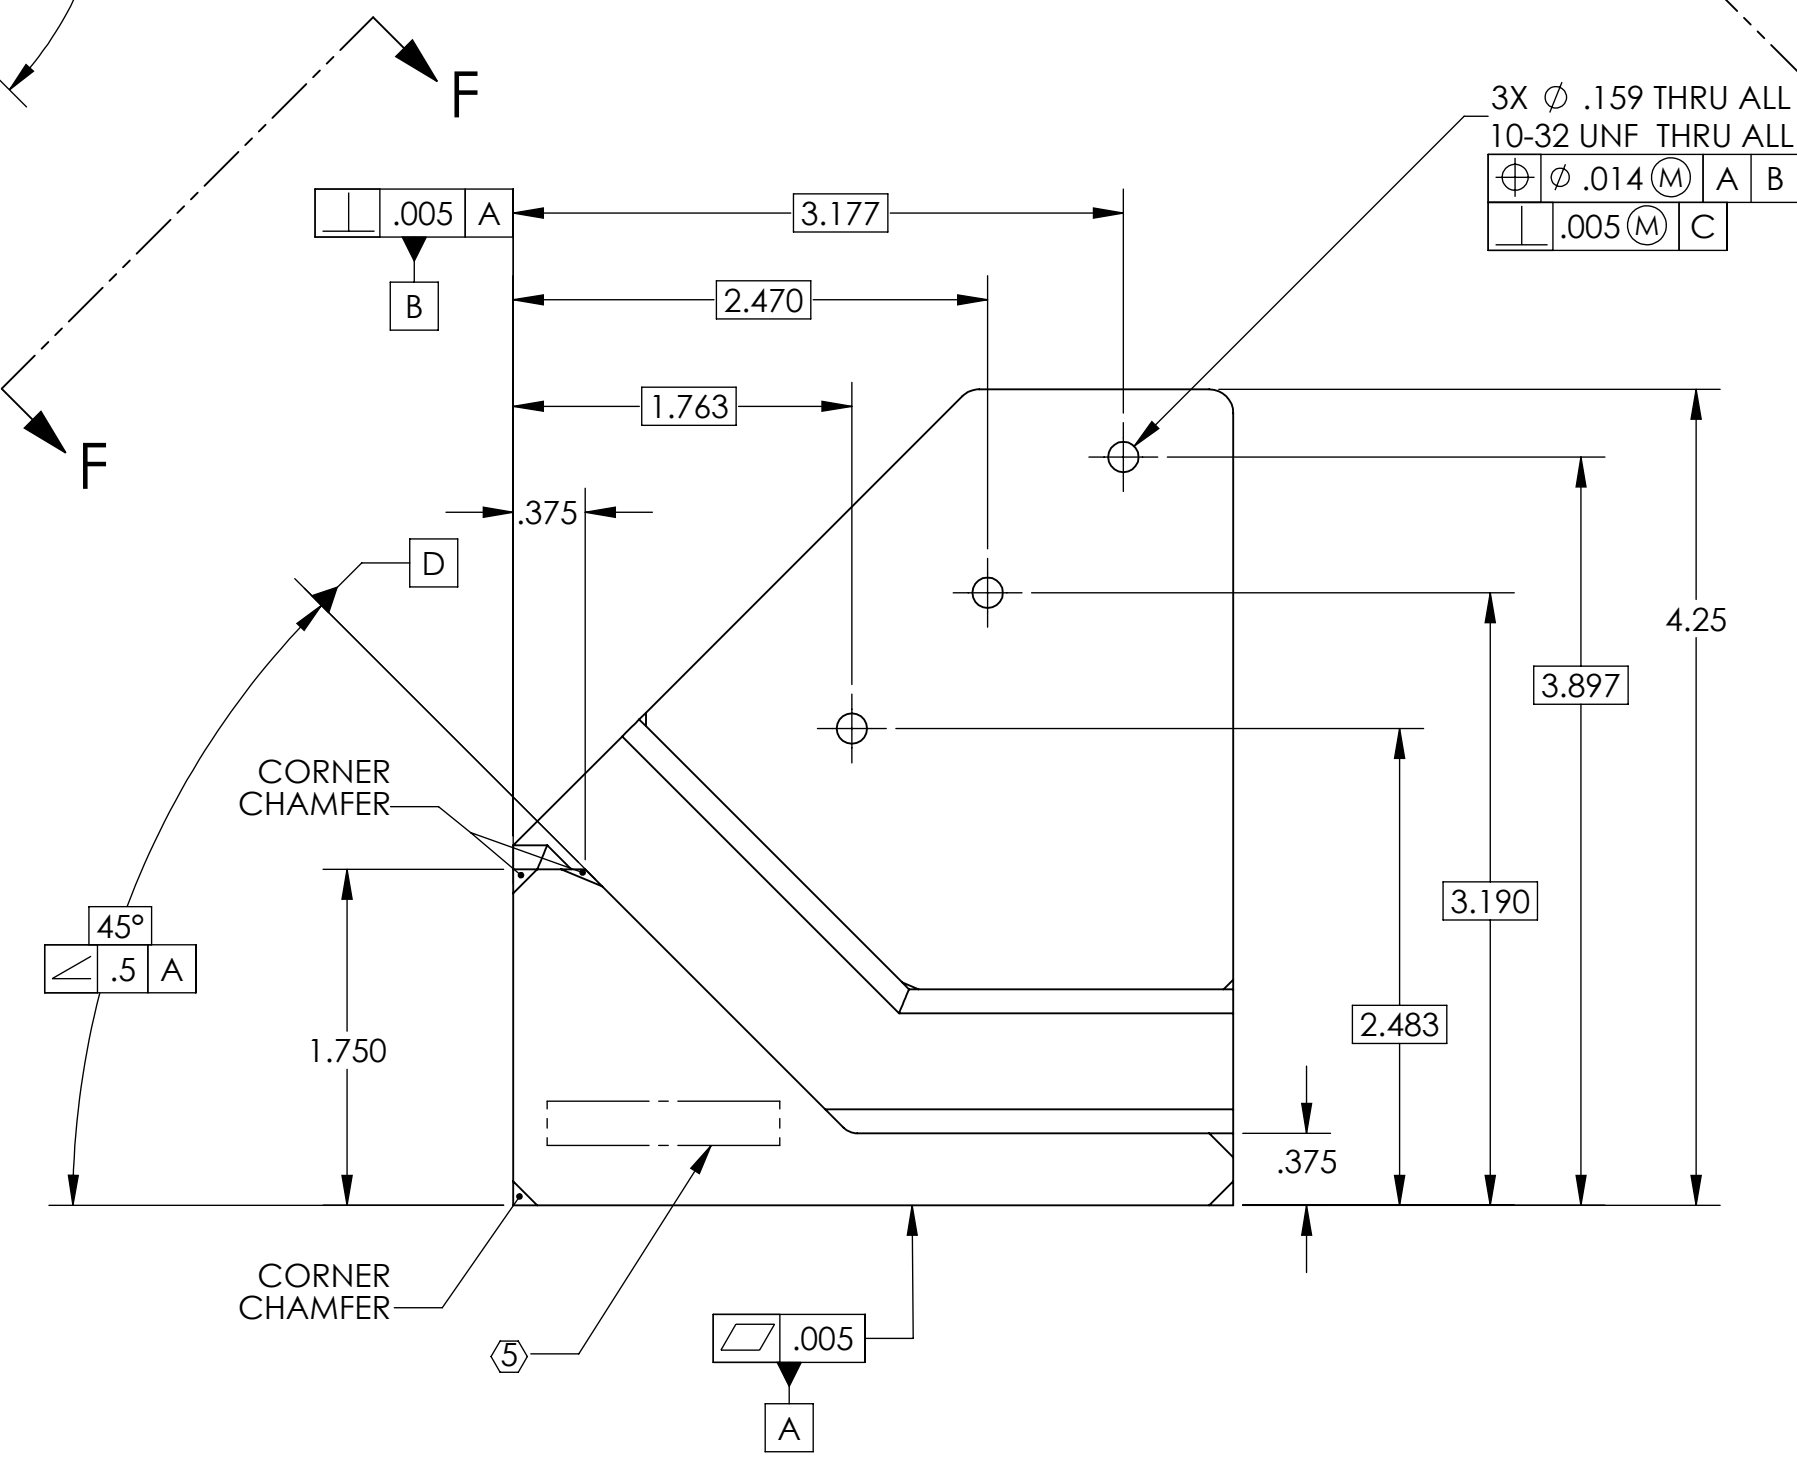 F
3X ⌀ .159 THRU ALL
10-32 UNF THRU ALL
⌖ ⌀ .014 Ⓜ A B
⟂ .005 Ⓜ C
⟂ .005 A
B
3.177
2.470
1.763
F
.375
D
4.25
3.897
CORNER
CHAMFER
3.190
45°
∠ .5 A
2.483
1.750
.375
CORNER
CHAMFER
5
⏥ .005
A